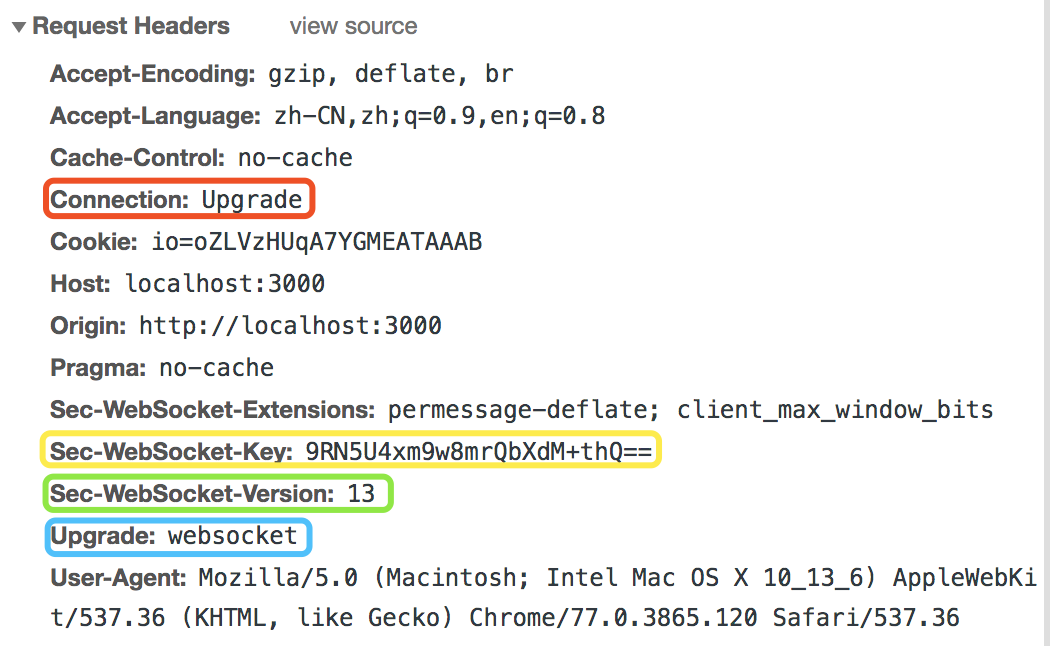 Request Headers view source
Accept-Encoding: gzip, deflate, br
Accept-Language: zh-CN,zh;q=0.9,en;q=0.8
Cache-Control: no-cache
Connection: Upgrade
Cookie: io=oZLVzHUqA7YGMEATAAAB
Host: localhost:3000
Origin: http://localhost:3000
Pragma: no-cache
Sec-WebSocket-Extensions: permessage-deflate; client_max_window_bits
Sec-WebSocket-Key: 9RN5U4xm9w8mrQbXdM+thQ==
Sec-WebSocket-Version: 13
Upgrade: websocket
User-Agent: Mozilla/5.0 (Macintosh; Intel Mac OS X 10_13_6) AppleWebKi
t/537.36 (KHTML, like Gecko) Chrome/77.0.3865.120 Safari/537.36